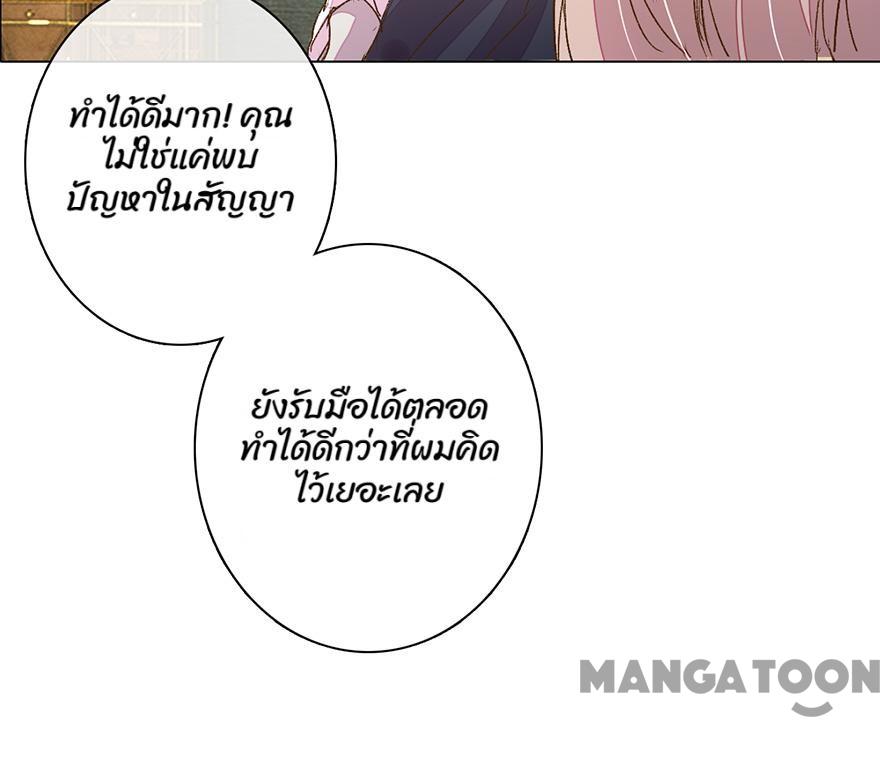 ทำได้ดีมาก! คุณ
ไม่ใช่แค่พบ
ปัญหาในสัญญา
ยังรับมือได้ตลอด
ทำได้ดีกว่าที่ผมคิด
ไว้เยอะเลย
MANGATOON